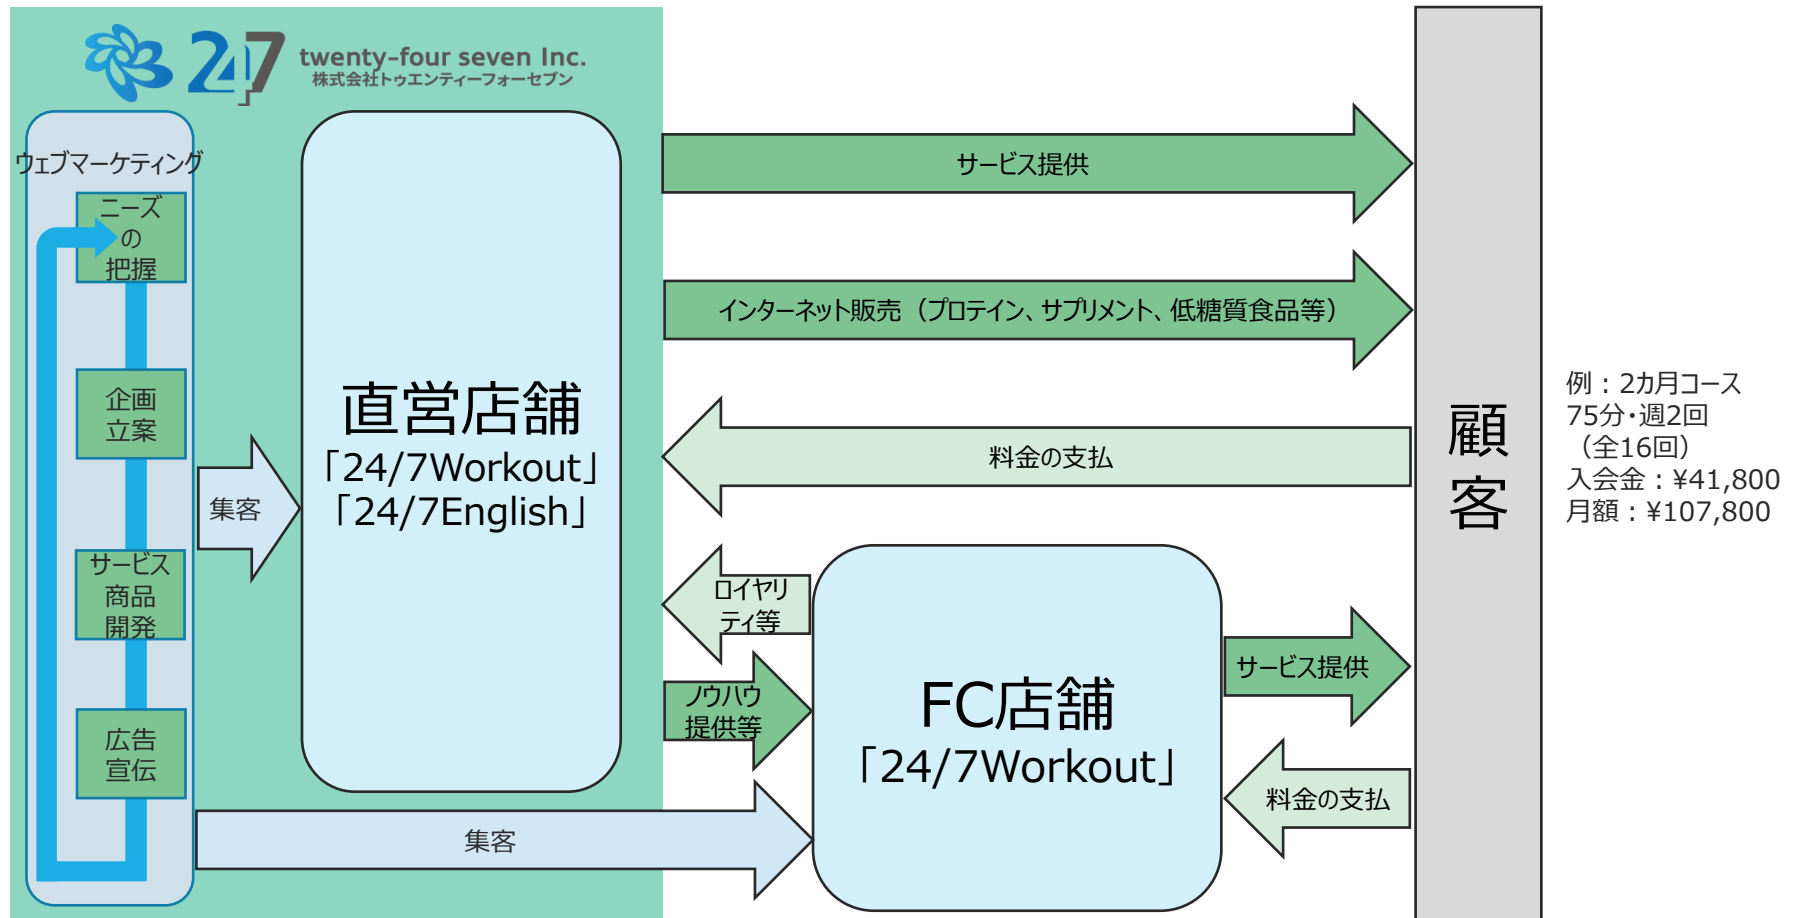 24/7
twenty-four seven Inc.
株式会社トゥエンティーフォーセブン
ウェブマーケティング
ニーズ
の
把握
企画
立案
サービス
商品
開発
広告
宣伝
集客
直営店舗
「24/7Workout」
「24/7English」
サービス提供
インターネット販売（プロテイン、サプリメント、低糖質食品等）
料金の支払
ロイヤリ
ティ等
ノウハウ
提供等
集客
FC店舗
「24/7Workout」
サービス提供
料金の支払
顧
客
例：2カ月コース
75分・週2回
（全16回）
入会金：¥41,800
月額：¥107,800